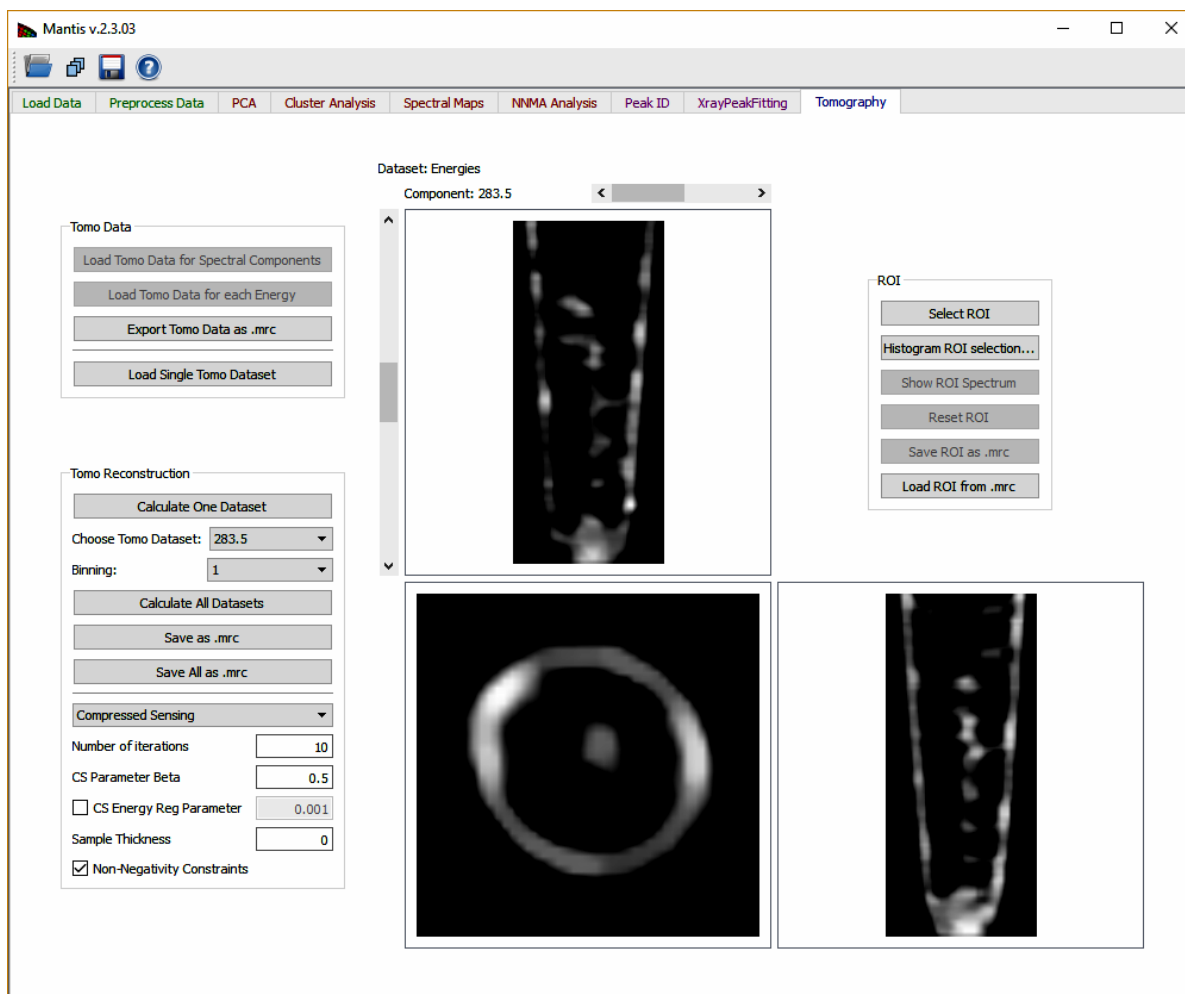 Mantis v.2.3.03
Load Data Preprocess Data PCA Cluster Analysis Spectral Maps NNMA Analysis Peak ID XrayPeakFitting Tomography
Dataset: Energies
Component: 283.5
Tomo Data
Load Tomo Data for Spectral Components
Load Tomo Data for each Energy
Export Tomo Data as .mrc
Load Single Tomo Dataset
Tomo Reconstruction
Calculate One Dataset
Choose Tomo Dataset: 283.5
Binning: 1
Calculate All Datasets
Save as .mrc
Save All as .mrc
Compressed Sensing
Number of iterations 10
CS Parameter Beta 0.5
CS Energy Reg Parameter 0.001
Sample Thickness 0
Non-Negativity Constraints
ROI
Select ROI
Histogram ROI selection...
Show ROI Spectrum
Reset ROI
Save ROI as .mrc
Load ROI from .mrc